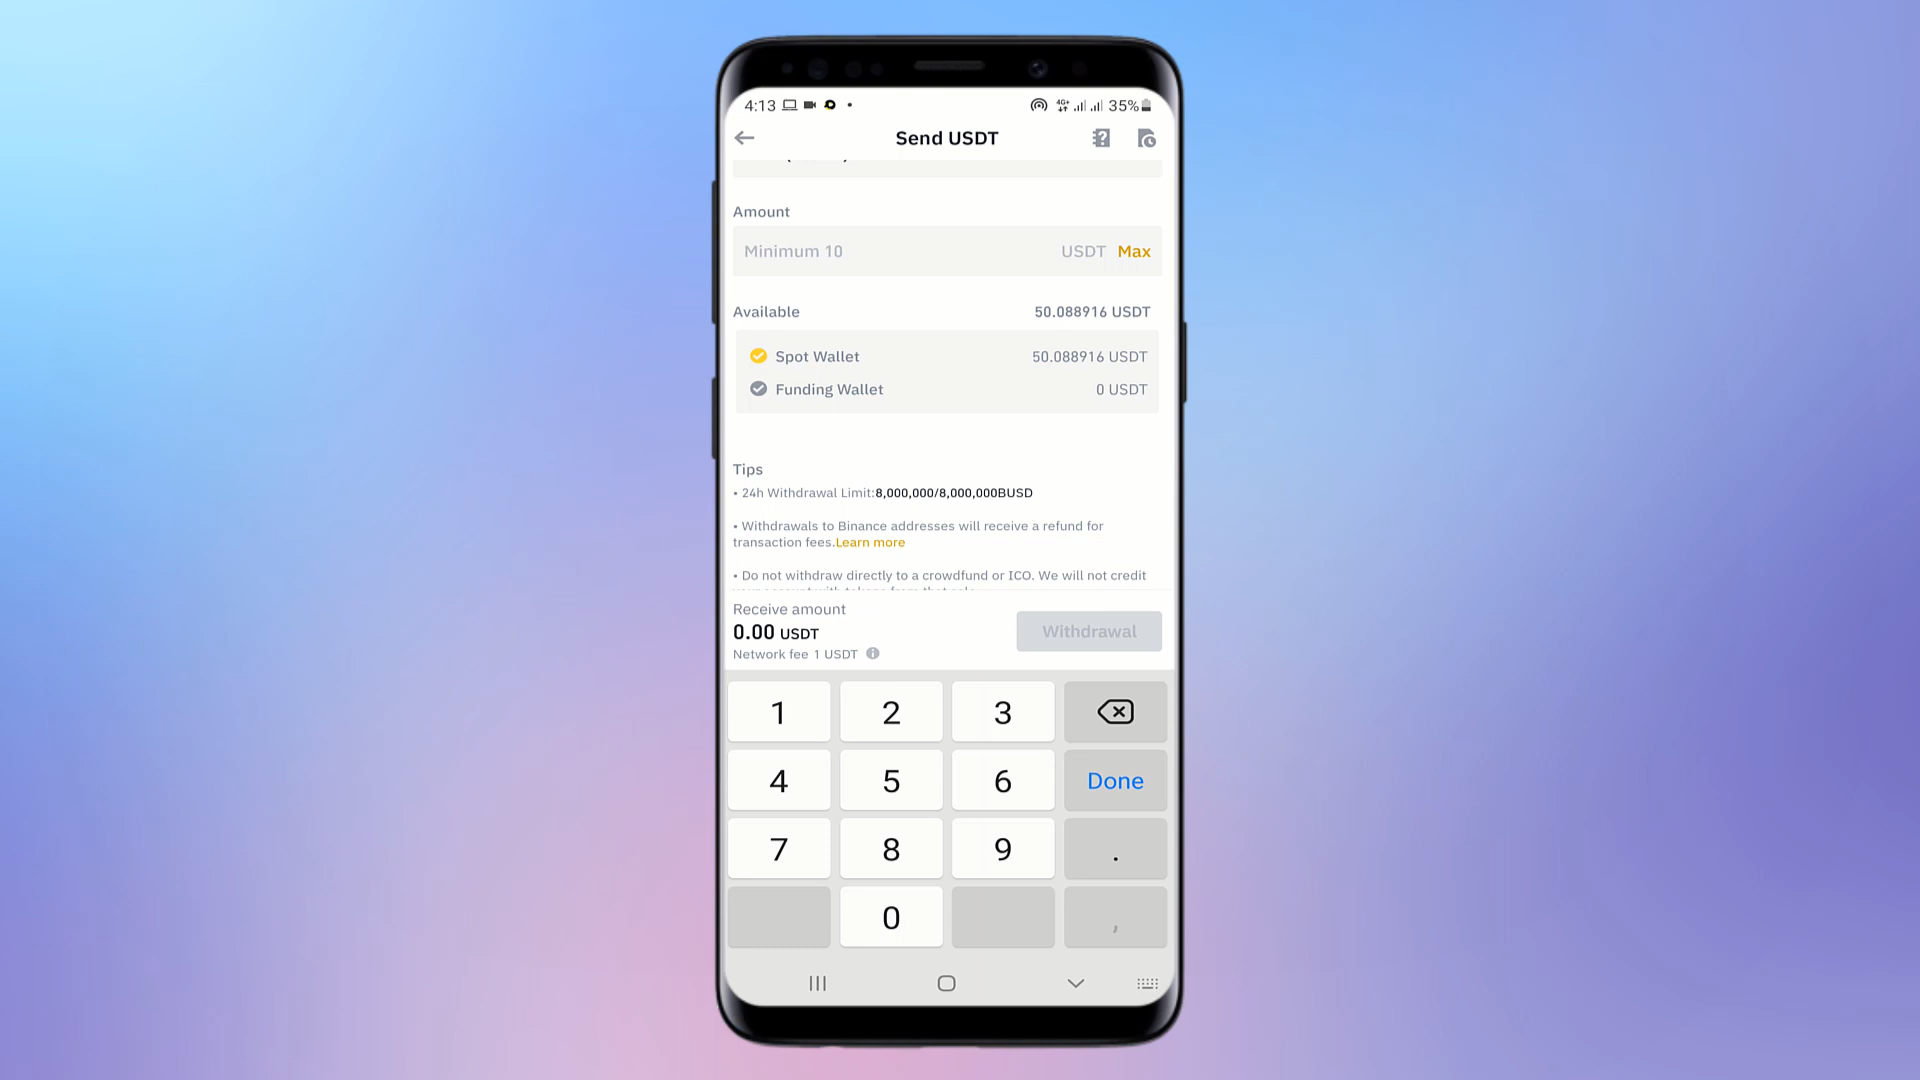 4:13 4G+ 35%
Send USDT
Amount
Minimum 10 USDT Max
Available 50.088916 USDT
Spot Wallet 50.088916 USDT
Funding Wallet 0 USDT
Tips
• 24h Withdrawal Limit:8,000,000/8,000,000BUSD
• Withdrawals to Binance addresses will receive a refund for
transaction fees.Learn more
• Do not withdraw directly to a crowdfund or ICO. We will not credit
Receive amount
0.00 USDT
Withdrawal
Network fee 1 USDT
1 2 3
4 5 6 Done
7 8 9 .
0 ,